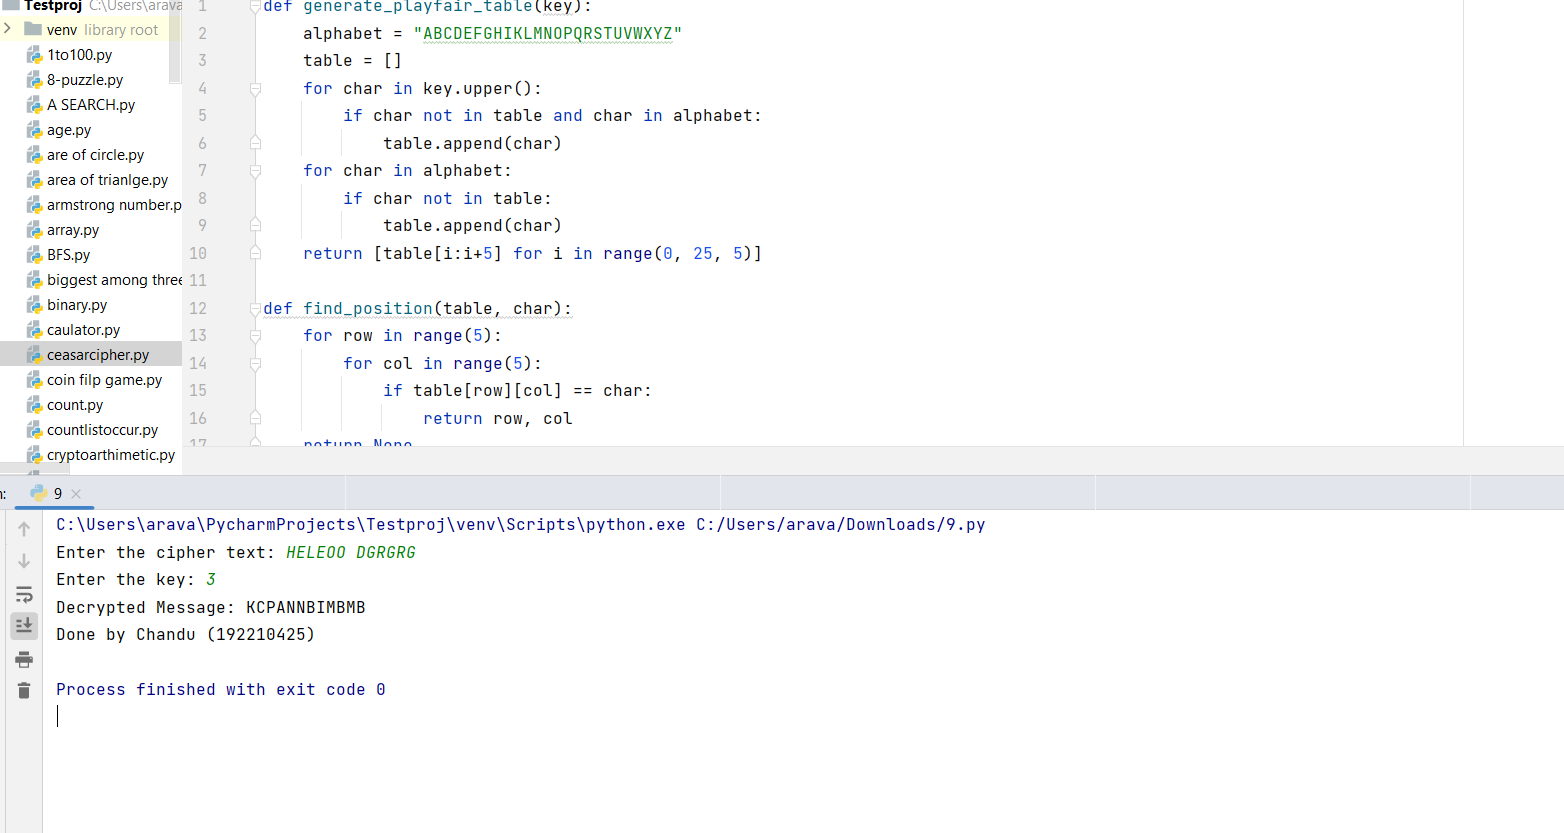 Testproj C:\Users\arava
venv library root
1to100.py
8-puzzle.py
A SEARCH.py
age.py
are of circle.py
area of trianlge.py
armstrong number.p
array.py
BFS.py
biggest among three
binary.py
caulator.py
ceasarcipher.py
coin filp game.py
count.py
countlistoccur.py
cryptoarthimetic.py
1 def generate_playfair_table(key):
2 alphabet = "ABCDEFGHIKLMNOPQRSTUVWXYZ"
3 table = []
4 for char in key.upper():
5 if char not in table and char in alphabet:
6 table.append(char)
7 for char in alphabet:
8 if char not in table:
9 table.append(char)
10 return [table[i:i+5] for i in range(0, 25, 5)]
11
12 def find_position(table, char):
13 for row in range(5):
14 for col in range(5):
15 if table[row][col] == char:
16 return row, col
17 return None
9
C:\Users\arava\PycharmProjects\Testproj\venv\Scripts\python.exe C:/Users/arava/Downloads/9.py
Enter the cipher text: HELEOO DGRGRG
Enter the key: 3
Decrypted Message: KCPANNBIMBMB
Done by Chandu (192210425)
Process finished with exit code 0